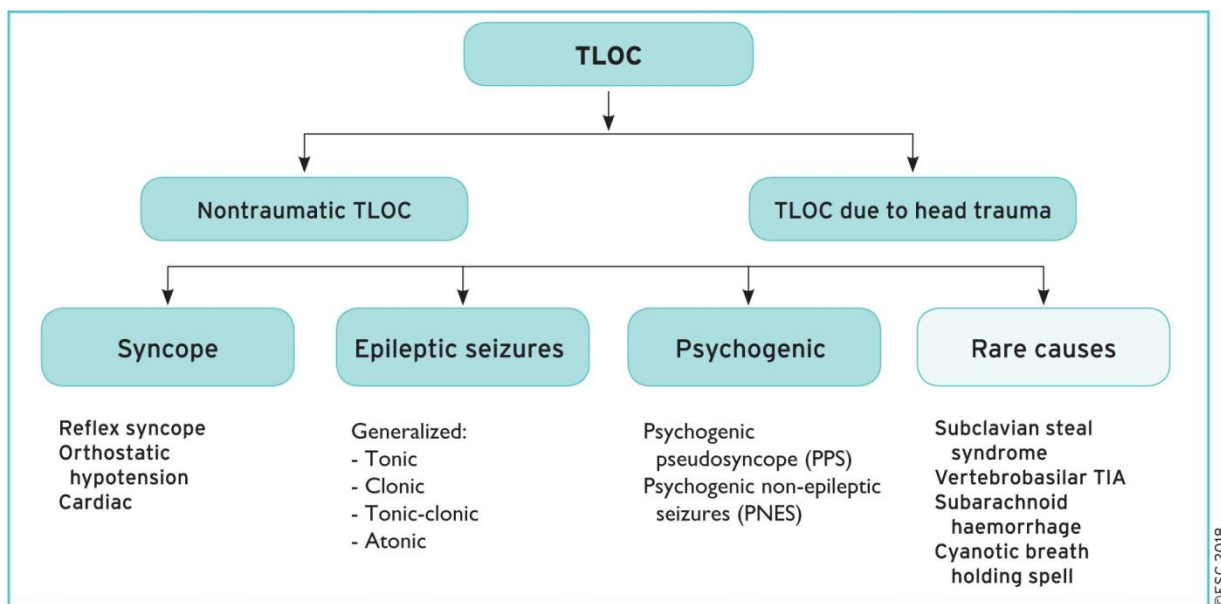 TLOC
Nontraumatic TLOC
TLOC due to head trauma
Syncope
Epileptic seizures
Psychogenic
Rare causes
Reflex syncope
Orthostatic
hypotension
Cardiac
Generalized:
- Tonic
- Clonic
- Tonic-clonic
- Atonic
Psychogenic
pseudosyncope (PPS)
Psychogenic non-epileptic
seizures (PNES)
Subclavian steal
syndrome
Vertebrobasilar TIA
Subarachnoid
haemorrhage
Cyanotic breath
holding spell
©ESC 2018